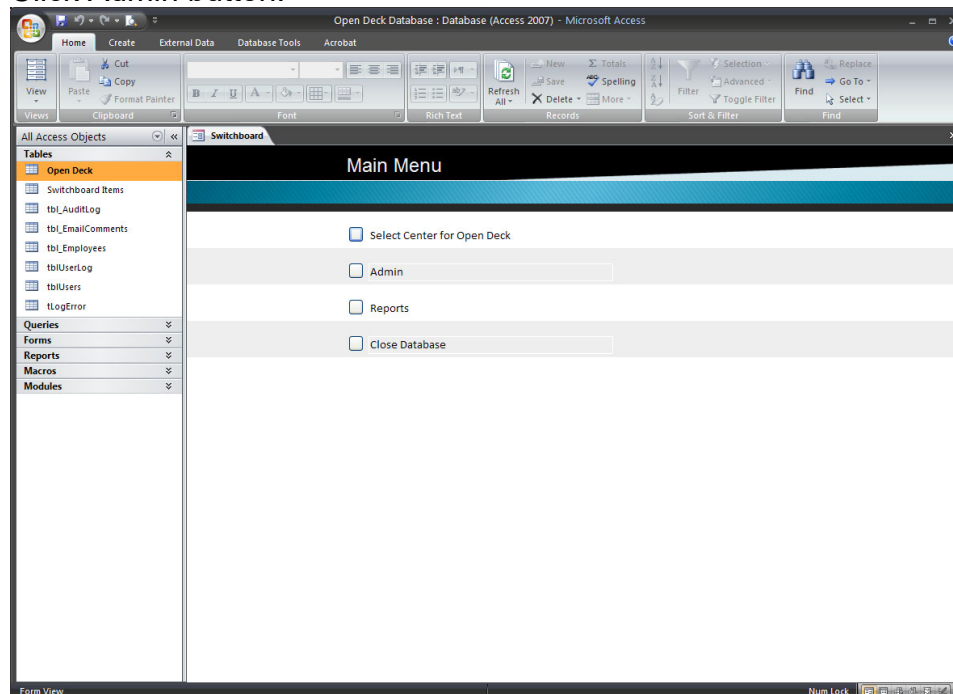 Click Admin button.
Open Deck Database : Database (Access 2007) - Microsoft Access
Home Create External Data Database Tools Acrobat
View
Paste
Cut
Copy
Format Painter
B I U A
Refresh All
New
Save
Delete
Σ Totals
Spelling
More
Filter
Selection
Advanced
Toggle Filter
Find
Replace
Go To
Select
Views Clipboard Font Rich Text Records Sort & Filter Find
All Access Objects «
Switchboard
Tables
Open Deck
Switchboard Items
tbl_AuditLog
tbl_EmailComments
tbl_Employees
tblUserLog
tblUsers
tLogError
Queries
Forms
Reports
Macros
Modules
Main Menu
Select Center for Open Deck
Admin
Reports
Close Database
Form View
Num Lock